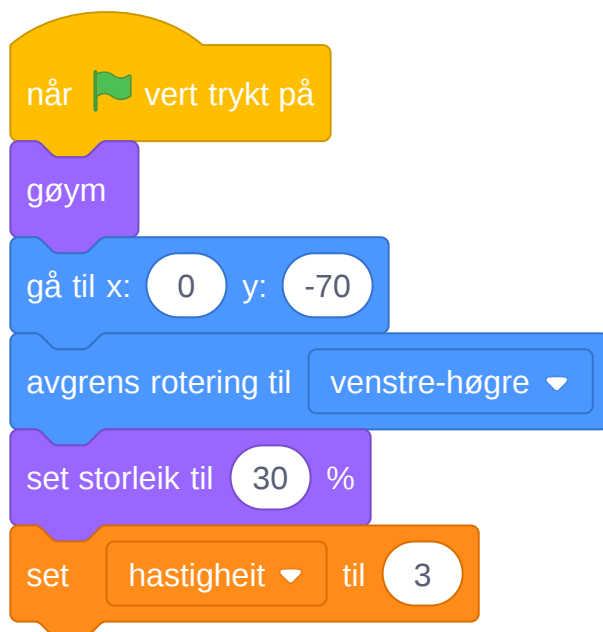 når vert trykt på
gøym
gå til x: 0 y: -70
avgrens rotering til venstre-høgre
set storleik til 30 %
set hastigheit til 3